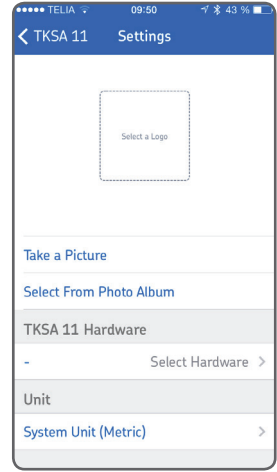 ●●●●● TELIA 09:50 43 %
TKSA 11 Settings
Select a Logo
Take a Picture
Select From Photo Album
TKSA 11 Hardware
- Select Hardware >
Unit
System Unit (Metric) >